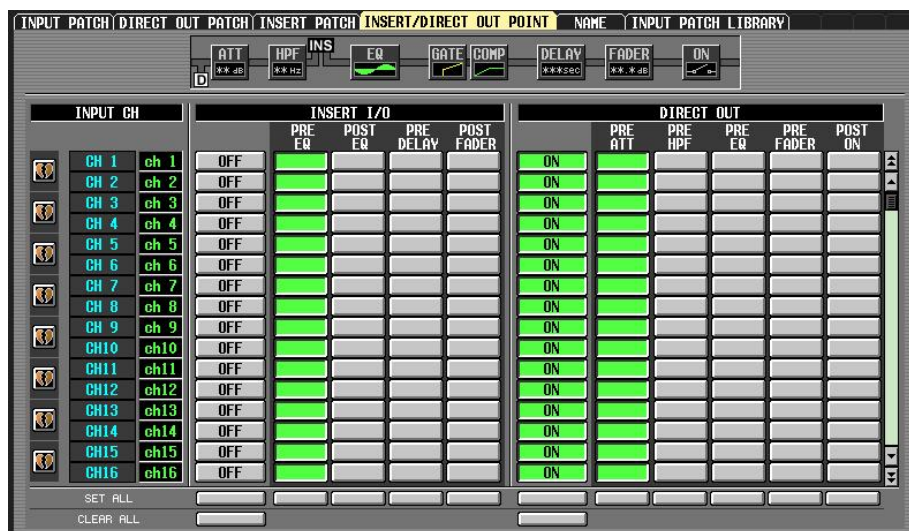 INPUT PATCH DIRECT OUT PATCH INSERT PATCH INSERT/DIRECT OUT POINT NAME INPUT PATCH LIBRARY
INS
ATT HPF EQ GATE COMP DELAY FADER ON
** dB ** Hz ***sec **.*dB
D
INPUT CH INSERT I/O DIRECT OUT
PRE EQ POST EQ PRE DELAY POST FADER PRE ATT PRE HPF PRE EQ PRE FADER POST ON
CH 1 ch 1 OFF ON
CH 2 ch 2 OFF ON
CH 3 ch 3 OFF ON
CH 4 ch 4 OFF ON
CH 5 ch 5 OFF ON
CH 6 ch 6 OFF ON
CH 7 ch 7 OFF ON
CH 8 ch 8 OFF ON
CH 9 ch 9 OFF ON
CH10 ch10 OFF ON
CH11 ch11 OFF ON
CH12 ch12 OFF ON
CH13 ch13 OFF ON
CH14 ch14 OFF ON
CH15 ch15 OFF ON
CH16 ch16 OFF ON
SET ALL
CLEAR ALL